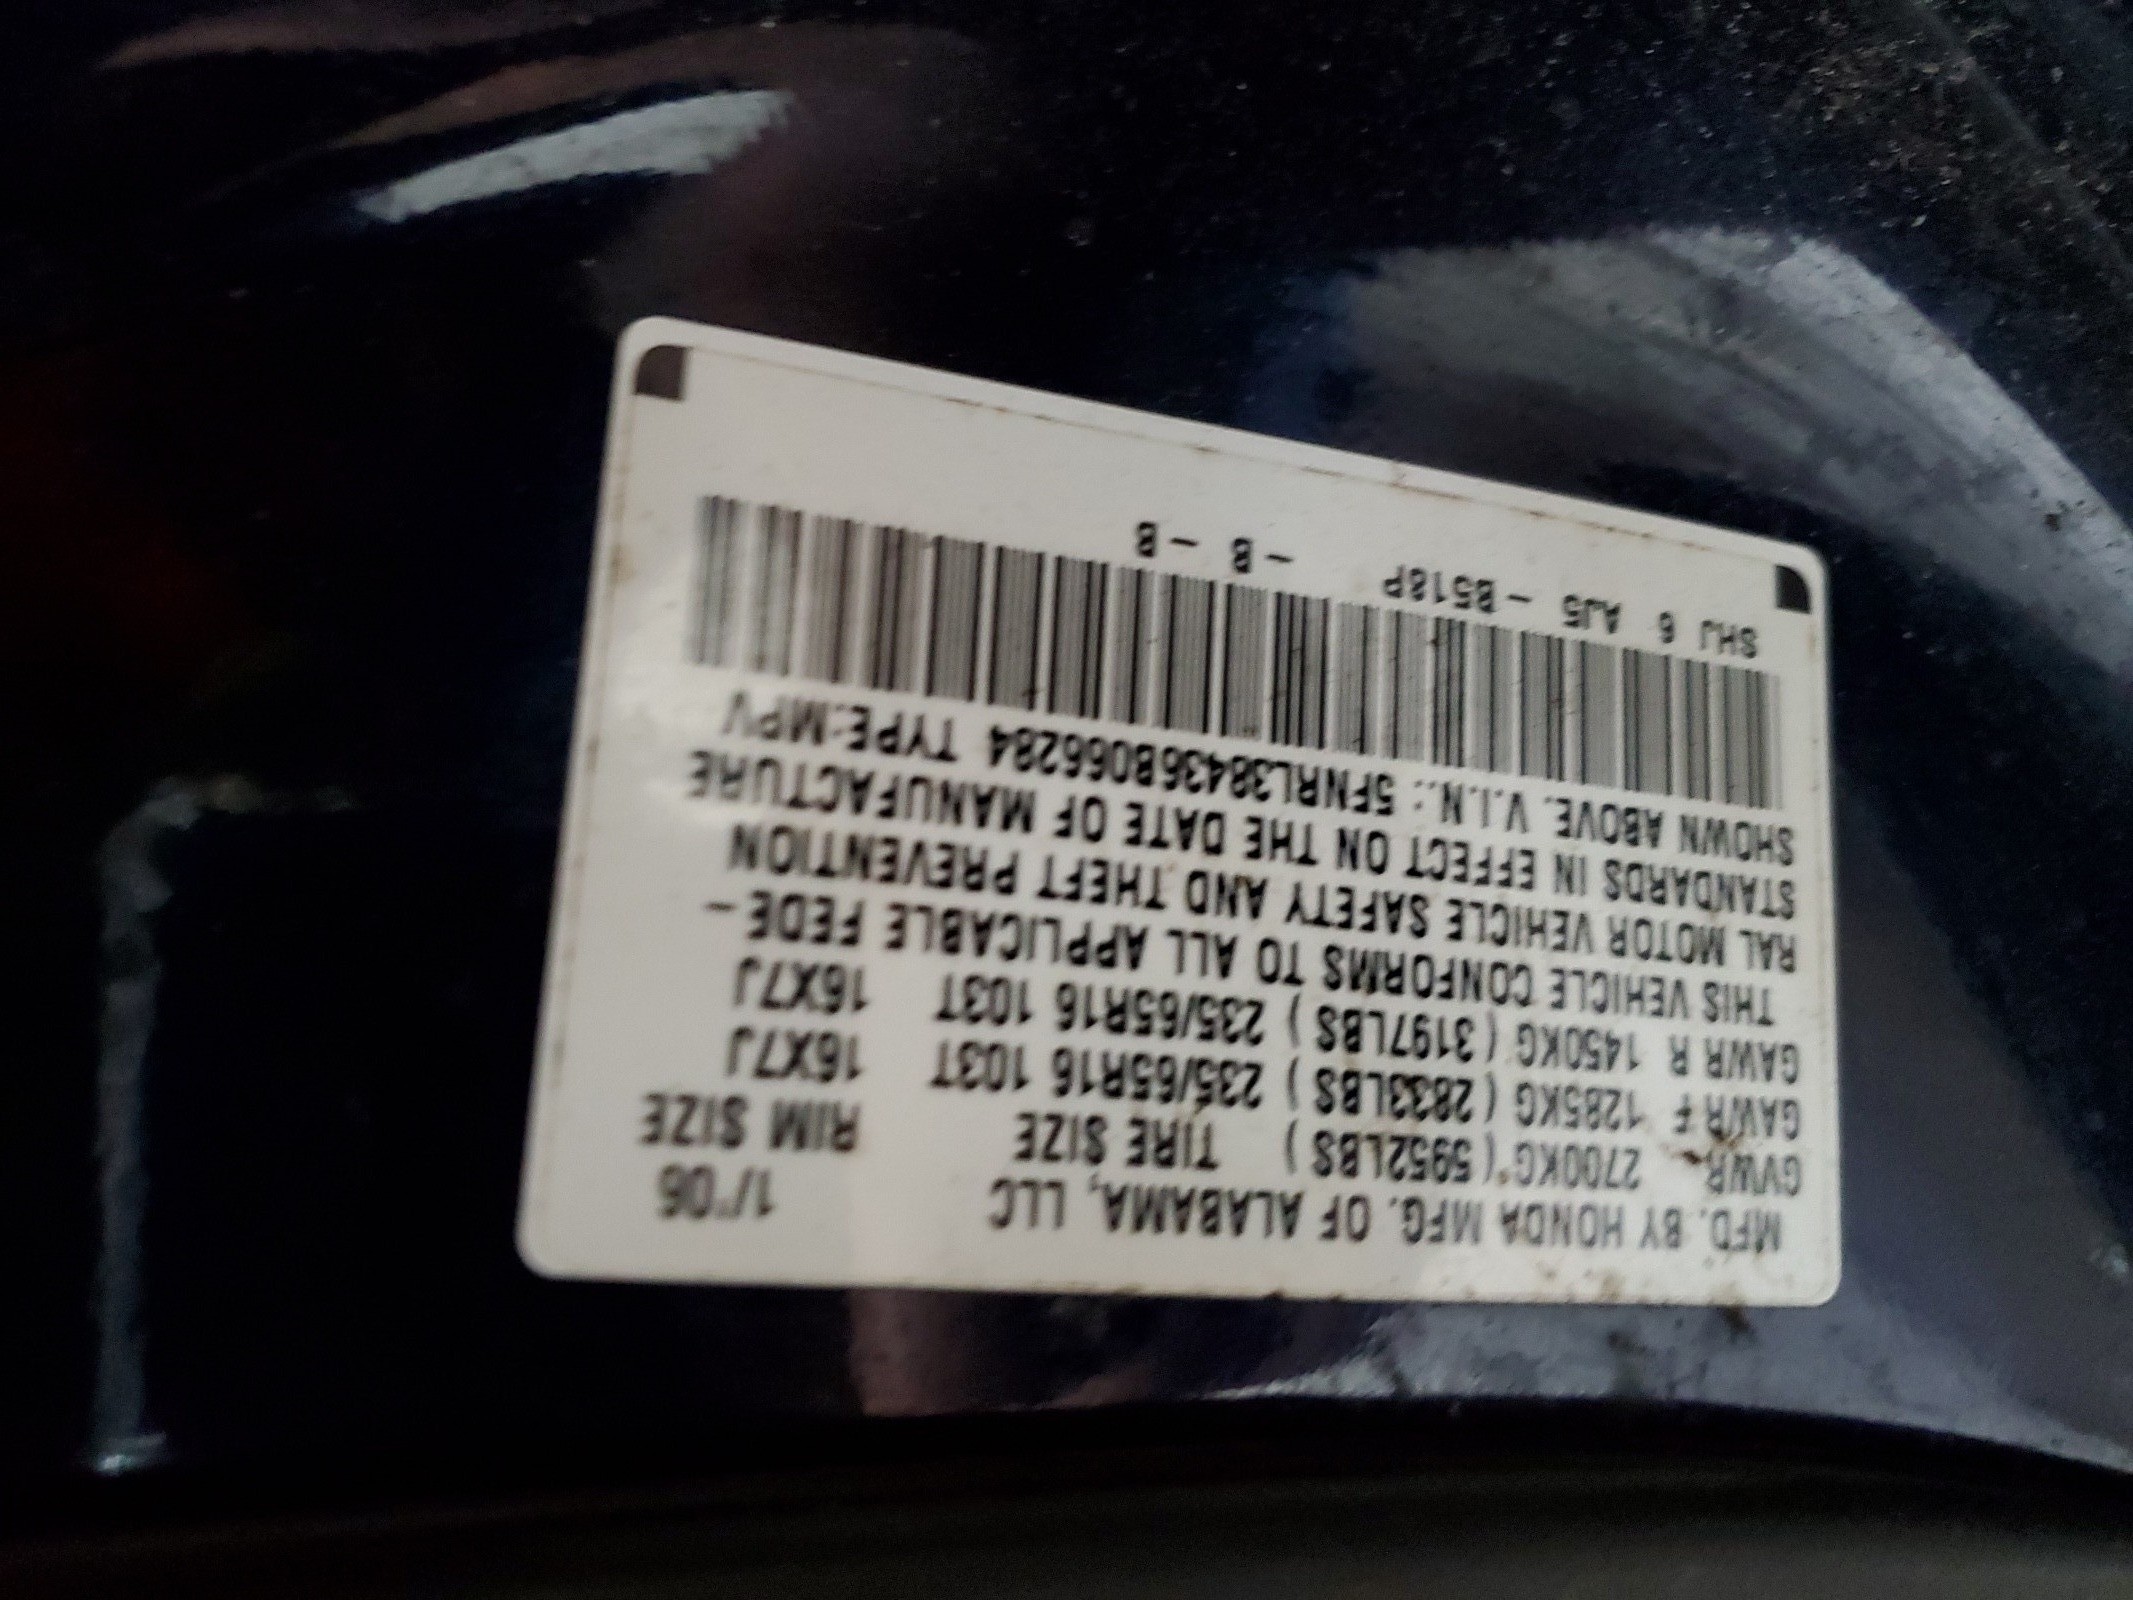 MFD. BY HONDA MFG. OF ALABAMA, LLC 1/'06
GVWR 2700KG ( 5952LBS ) TIRE SIZE RIM SIZE
GAWR F 1285KG ( 2833LBS ) 235/65R16 103T 16X7J
GAWR R 1450KG ( 3197LBS ) 235/65R16 103T 16X7J
THIS VEHICLE CONFORMS TO ALL APPLICABLE FEDE-
RAL MOTOR VEHICLE SAFETY AND THEFT PREVENTION
STANDARDS IN EFFECT ON THE DATE OF MANUFACTURE
SHOWN ABOVE. V.I.N.: 5FNRL38436B066284 TYPE:MPV
SHJ 6 AJ5 - B518P - B - B